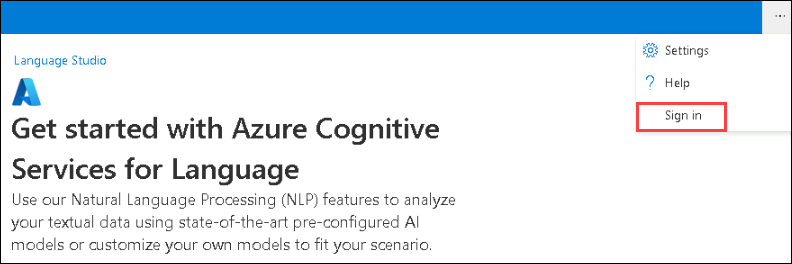 ...
Settings
Language Studio
Help
Sign in
Get started with Azure Cognitive
Services for Language
Use our Natural Language Processing (NLP) features to analyze
your textual data using state-of-the-art pre-configured AI
models or customize your own models to fit your scenario.